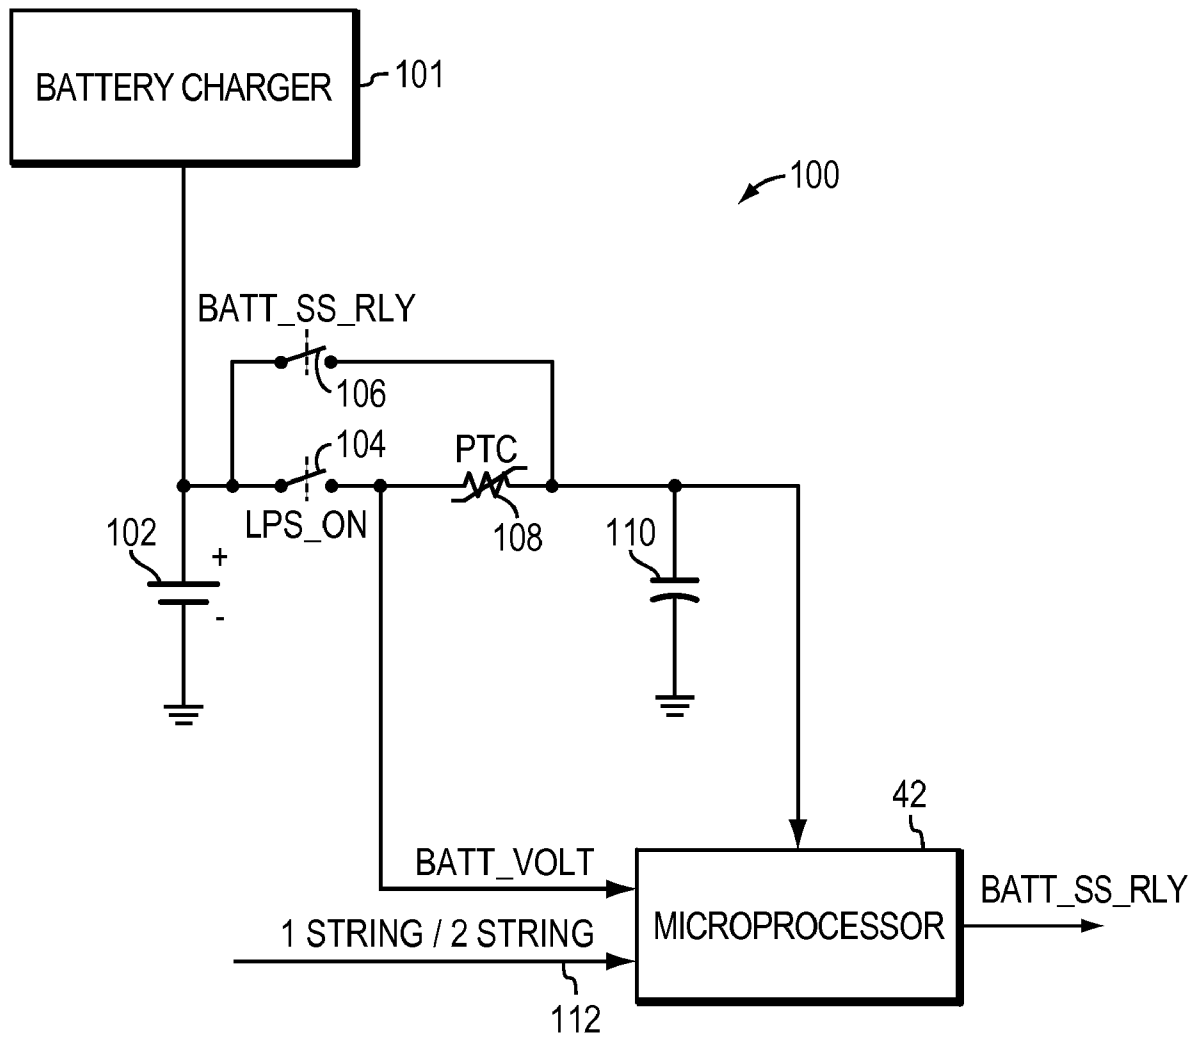 BATTERY CHARGER
101
100
BATT_SS_RLY
106
104
PTC
LPS_ON
108
110
102
+
-
42
BATT_VOLT
BATT_SS_RLY
MICROPROCESSOR
1 STRING / 2 STRING
112